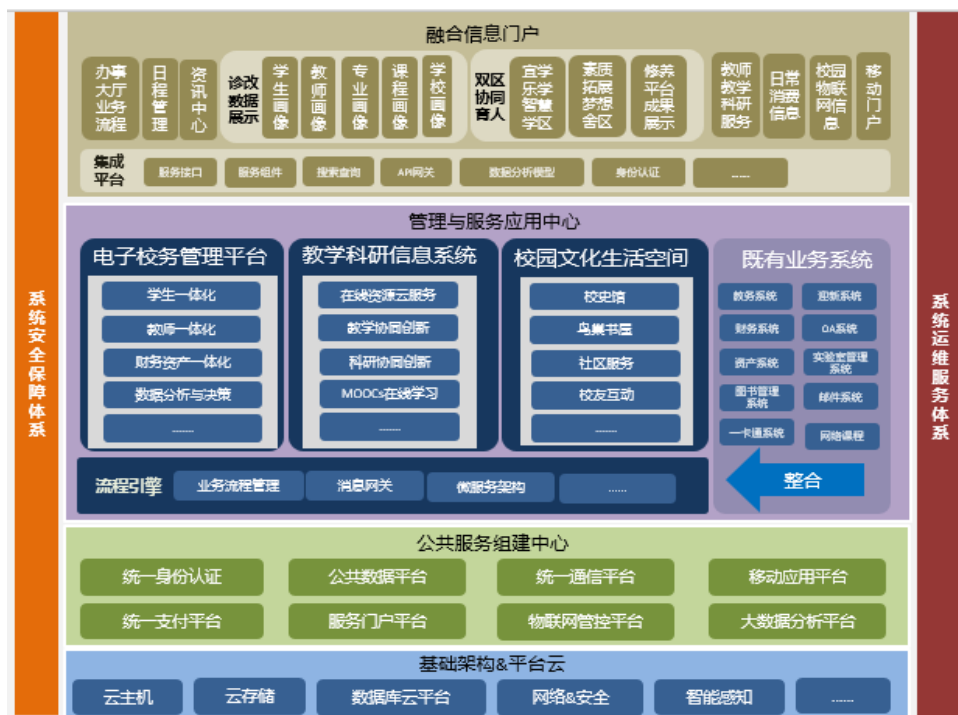 系统安全保障体系
融合信息门户
办事大厅业务流程
日程管理
资讯中心
诊改数据展示
学生画像
教师画像
专业画像
课程画像
学校画像
双区协同育人
宜学乐学智慧学区
素质拓展梦想舍区
修养平台成果展示
教师教学科研服务
日常消费信息
校园物联网信息
移动门户
集成平台
服务接口
服务组件
搜索查询
API网关
数据分析模型
身份认证
......
管理与服务应用中心
电子校务管理平台
学生一体化
教师一体化
财务资产一体化
数据分析与决策
.......
教学科研信息系统
在线资源云服务
教学协同创新
科研协同创新
MOOCs在线学习
.......
校园文化生活空间
校史馆
鸟巢书屋
社区服务
校友互动
.......
既有业务系统
教务系统
迎新系统
财务系统
OA系统
资产系统
实验室管理系统
图书管理系统
邮件系统
一卡通系统
网络课程
整合
流程引擎
业务流程管理
消息网关
微服务架构
......
公共服务组建中心
统一身份认证
公共数据平台
统一通信平台
移动应用平台
统一支付平台
服务门户平台
物联网管控平台
大数据分析平台
基础架构&平台云
云主机
云存储
数据库云平台
网络&安全
智能感知
......
系统运维服务体系